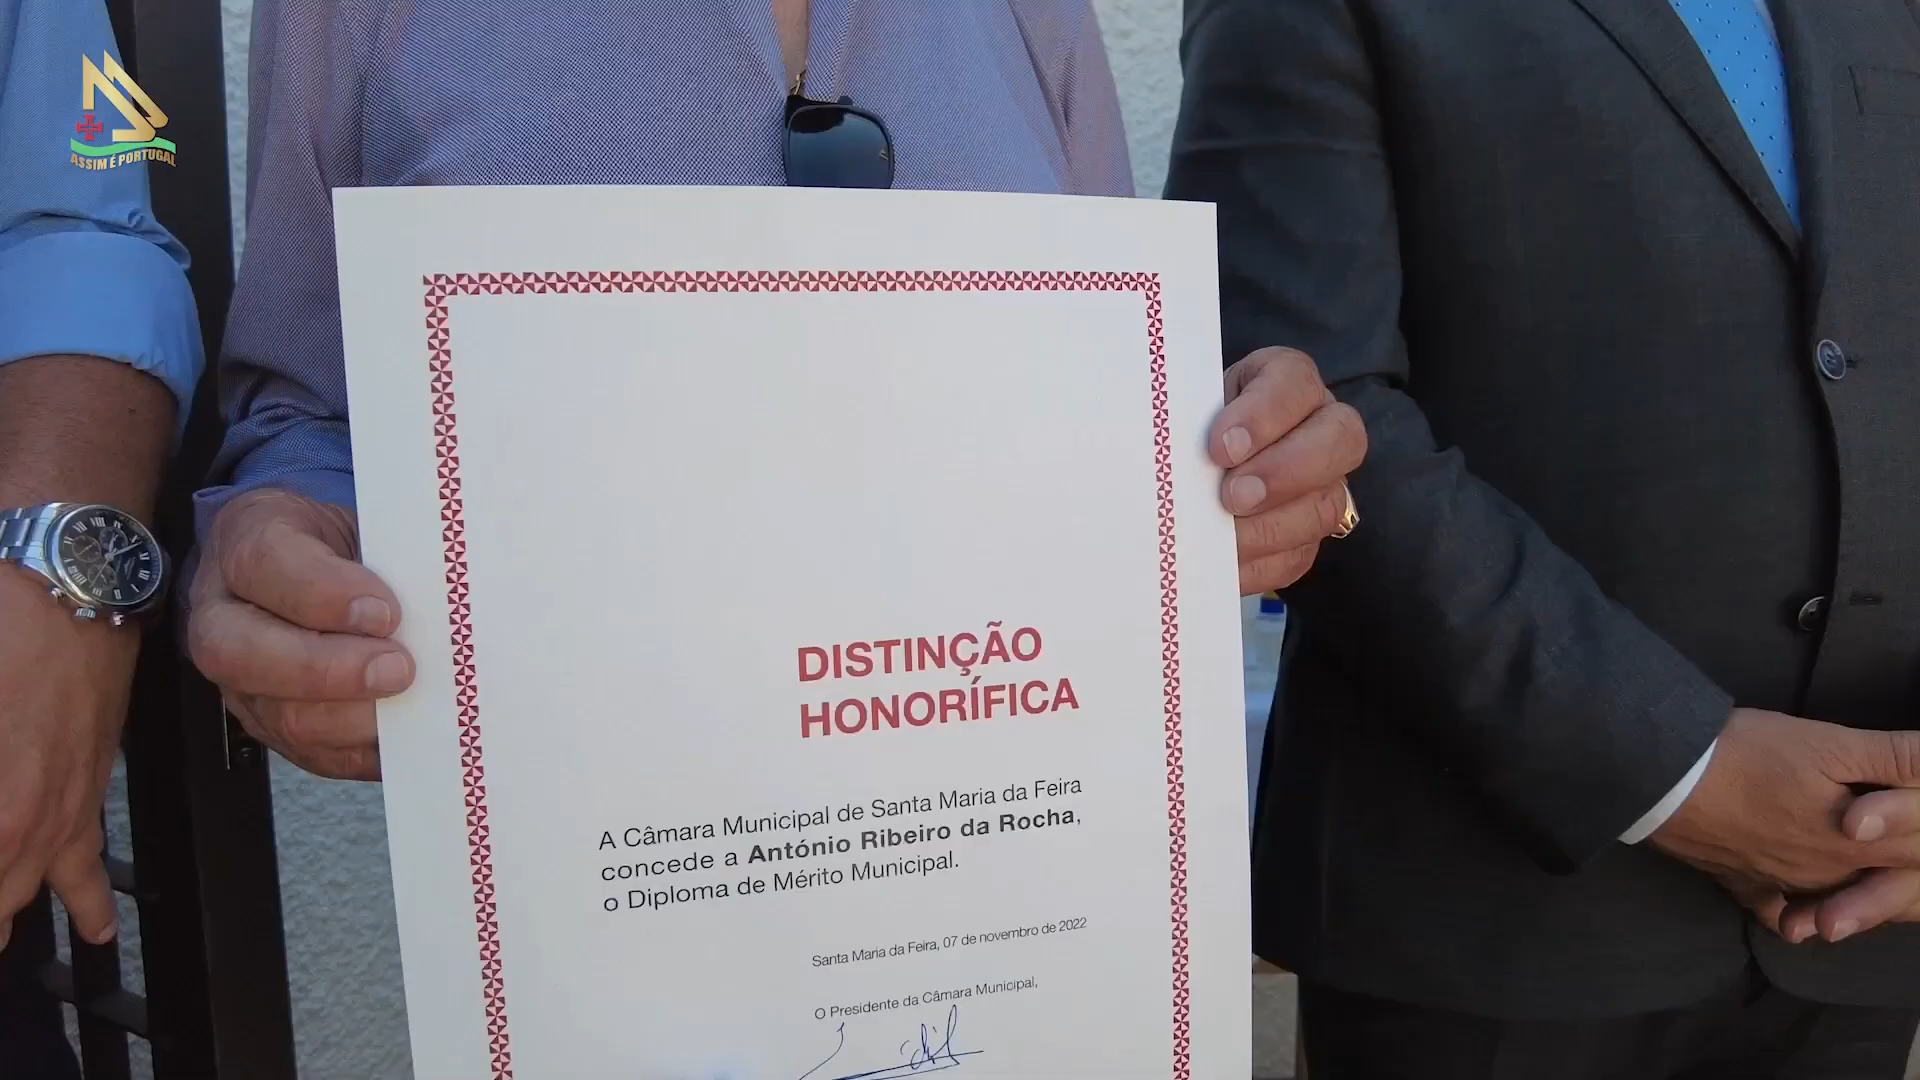 ASSIM É PORTUGAL
DISTINÇÃO
HONORÍFICA
A Câmara Municipal de Santa Maria da Feira
concede a António Ribeiro da Rocha,
o Diploma de Mérito Municipal.
Santa Maria da Feira, 07 de novembro de 2022
O Presidente da Câmara Municipal,